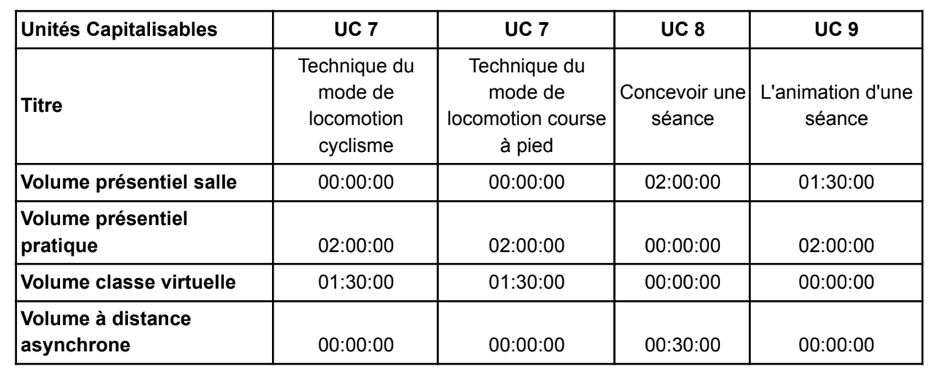 Unités Capitalisables UC 7 UC 7 UC 8 UC 9
Titre
Technique du
mode de
locomotion
cyclisme
Technique du
mode de
locomotion course
à pied
Concevoir une
séance
L'animation d'une
séance
Volume présentiel salle 00:00:00 00:00:00 02:00:00 01:30:00
Volume présentiel
pratique 02:00:00 02:00:00 00:00:00 02:00:00
Volume classe virtuelle 01:30:00 01:30:00 00:00:00 00:00:00
Volume à distance
asynchrone 00:00:00 00:00:00 00:30:00 00:00:00